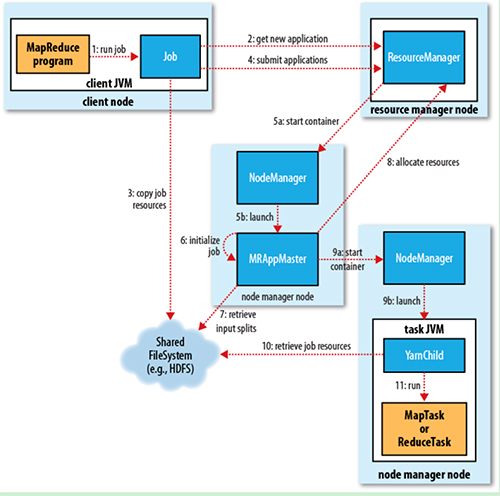 MapReduce
program
1: run job
Job
client JVM
client node
2: get new application
4: submit applications
ResourceManager
resource manager node
5a: start container
3: copy job
resources
8: allocate resources
NodeManager
5b: launch
6: initialize
job
MRAppMaster
node manager node
9a: start
container
NodeManager
9b: launch
7: retrieve
input splits
Shared
FileSystem
(e.g., HDFS)
10: retrieve job resources
task JVM
YarnChild
11: run
MapTask
or
ReduceTask
node manager node